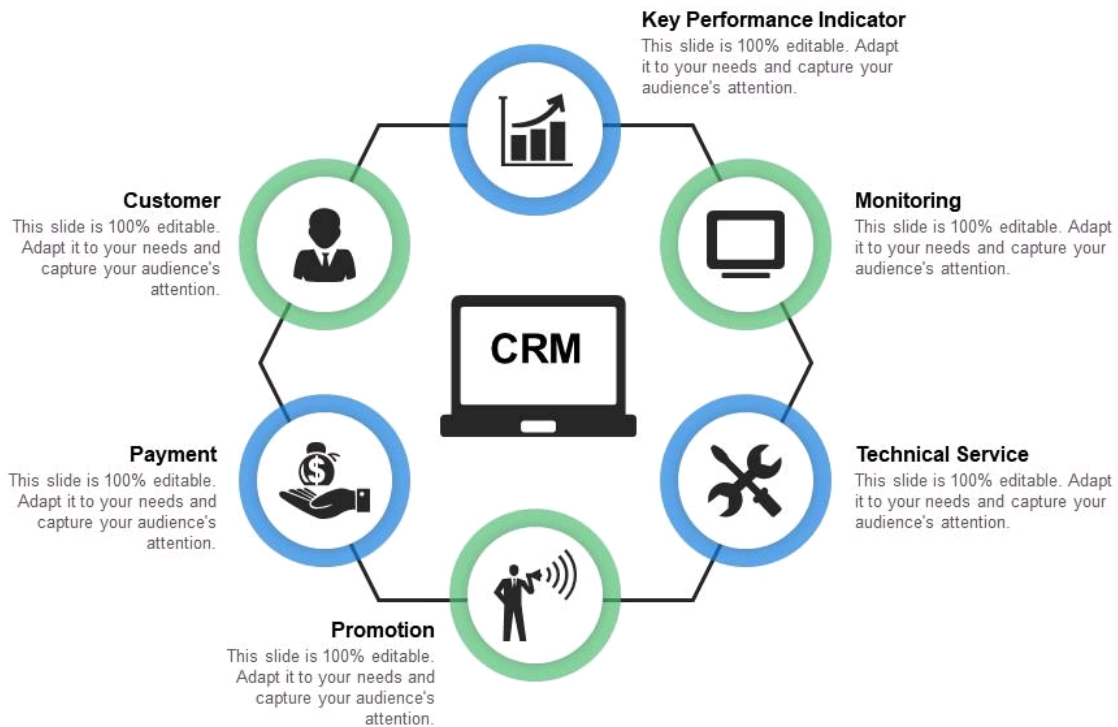 Key Performance Indicator
This slide is 100% editable. Adapt
it to your needs and capture your
audience's attention.
Customer
This slide is 100% editable.
Adapt it to your needs and
capture your audience's
attention.
Monitoring
This slide is 100% editable. Adapt
it to your needs and capture your
audience's attention.
CRM
Payment
This slide is 100% editable.
Adapt it to your needs and
capture your audience's
attention.
$
Technical Service
This slide is 100% editable. Adapt
it to your needs and capture your
audience's attention.
Promotion
This slide is 100% editable.
Adapt it to your needs and
capture your audience's
attention.